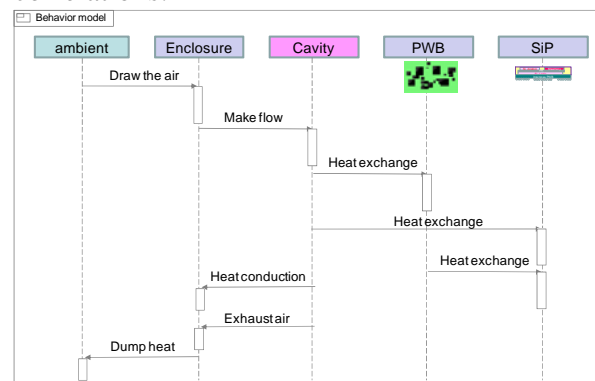 Behavior model
ambient
Enclosure
Cavity
PWB
SiP
Draw the air
Make flow
Heat exchange
Heat exchange
Heat exchange
Heat conduction
Exhaust air
Dump heat